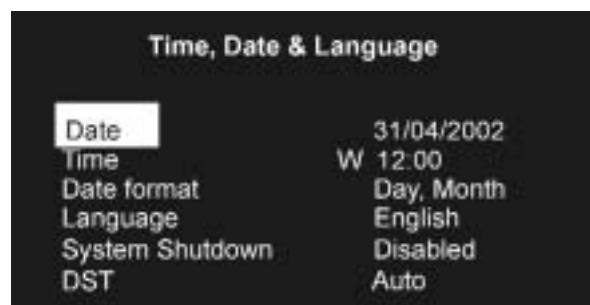 Time, Date & Language
Date 31/04/2002
Time W 12:00
Date format Day, Month
Language English
System Shutdown Disabled
DST Auto